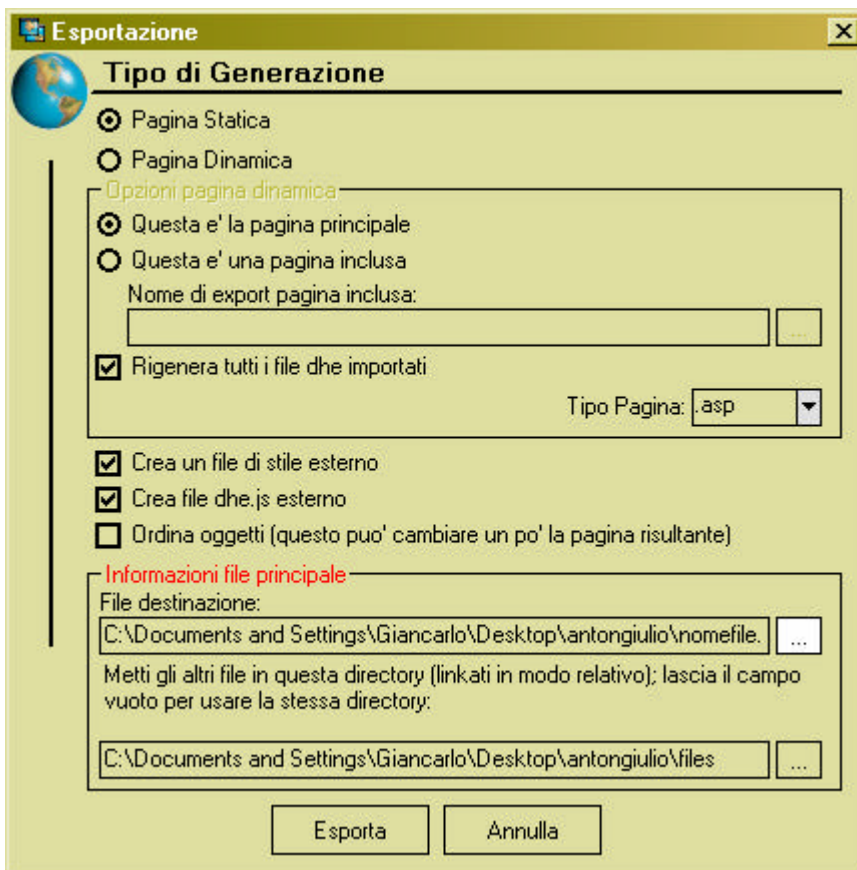 Esportazione
Tipo di Generazione
Pagina Statica
Pagina Dinamica
Opzioni pagina dinamica
Questa e' la pagina principale
Questa e' una pagina inclusa
Nome di export pagina inclusa:
...
Rigenera tutti i file dhe importati
Tipo Pagina: .asp
Crea un file di stile esterno
Crea file dhe.js esterno
Ordina oggetti (questo puo' cambiare un po' la pagina risultante)
Informazioni file principale
File destinazione:
C:\Documents and Settings\Giancarlo\Desktop\antongiulio\nomefile. ...
Metti gli altri file in questa directory (linkati in modo relativo); lascia il campo
vuoto per usare la stessa directory:
C:\Documents and Settings\Giancarlo\Desktop\antongiulio\files ...
Esporta Annulla